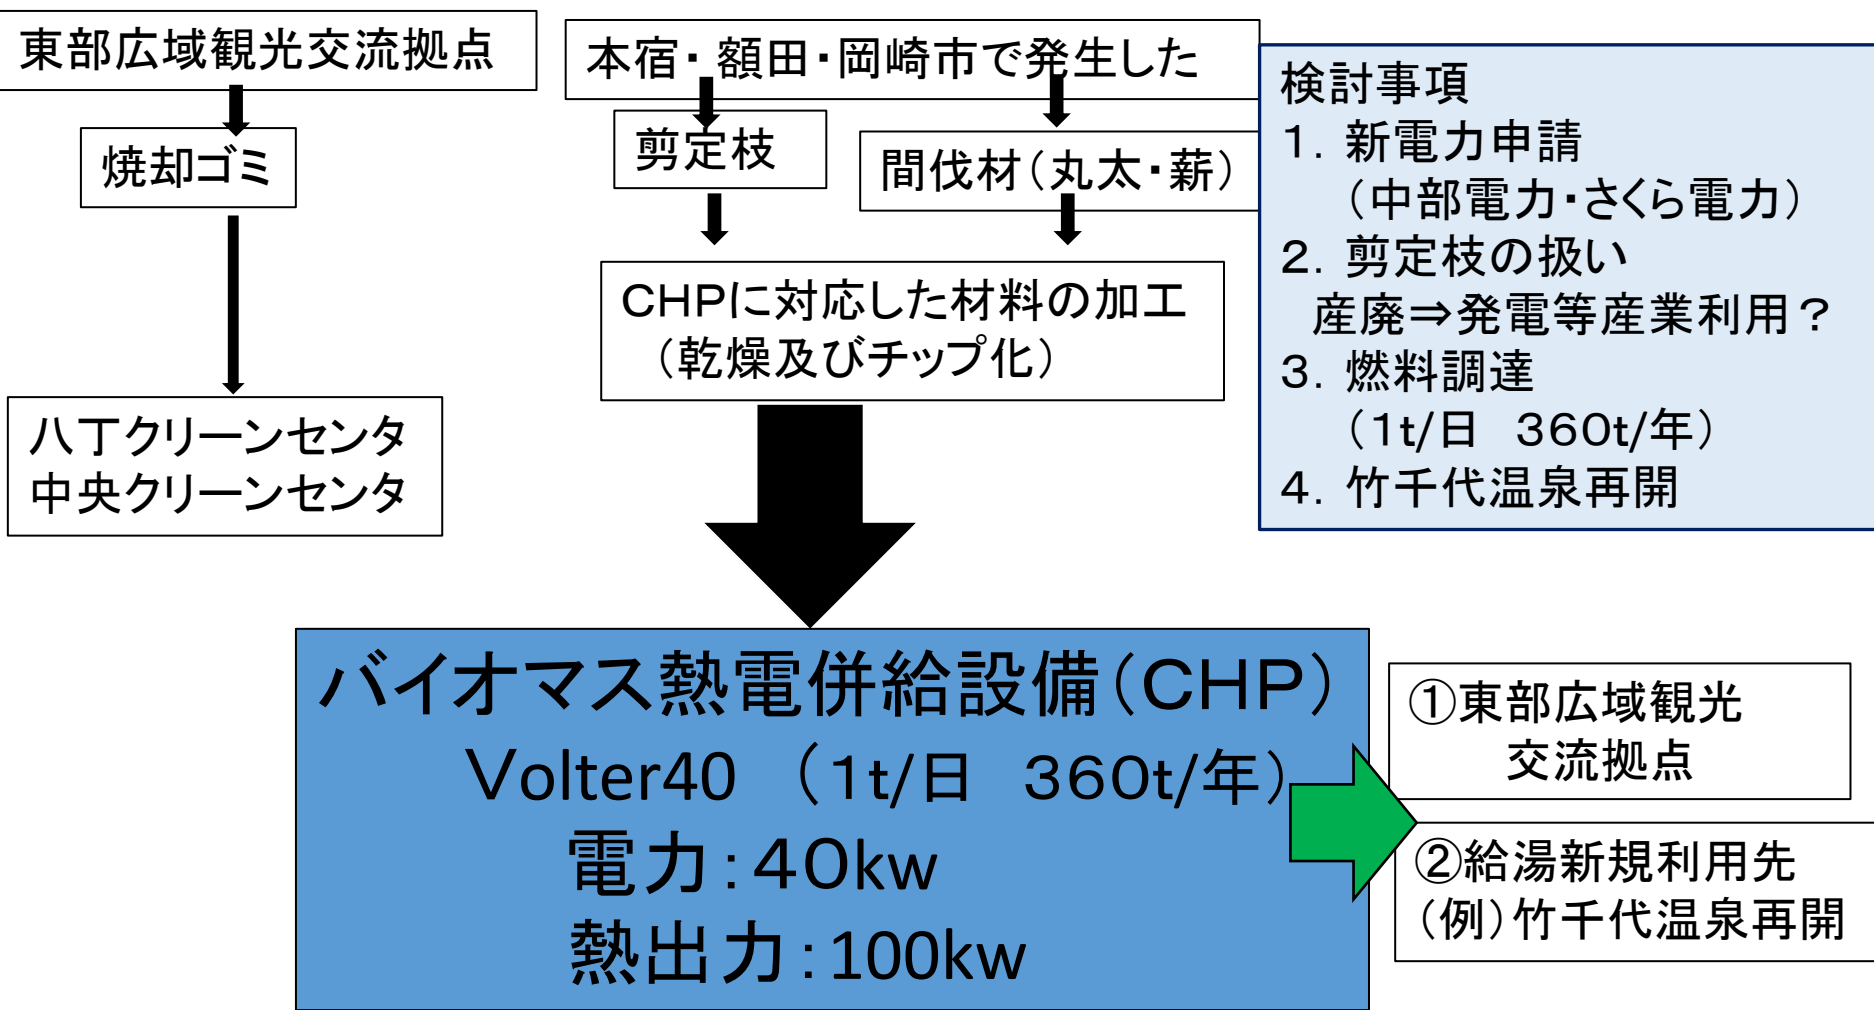 東部広域観光交流拠点
焼却ゴミ
八丁クリーンセンタ
中央クリーンセンタ
本宿・額田・岡崎市で発生した
剪定枝
間伐材(丸太・薪)
CHPに対応した材料の加工
(乾燥及びチップ化)
検討事項
1. 新電力申請
(中部電力・さくら電力)
2. 剪定枝の扱い
産廃⇒発電等産業利用?
3. 燃料調達
(1t/日 360t/年)
4. 竹千代温泉再開
バイオマス熱電併給設備(CHP)
Volter40 (1t/日 360t/年)
電力:40kw
熱出力:100kw
①東部広域観光
交流拠点
②給湯新規利用先
(例)竹千代温泉再開